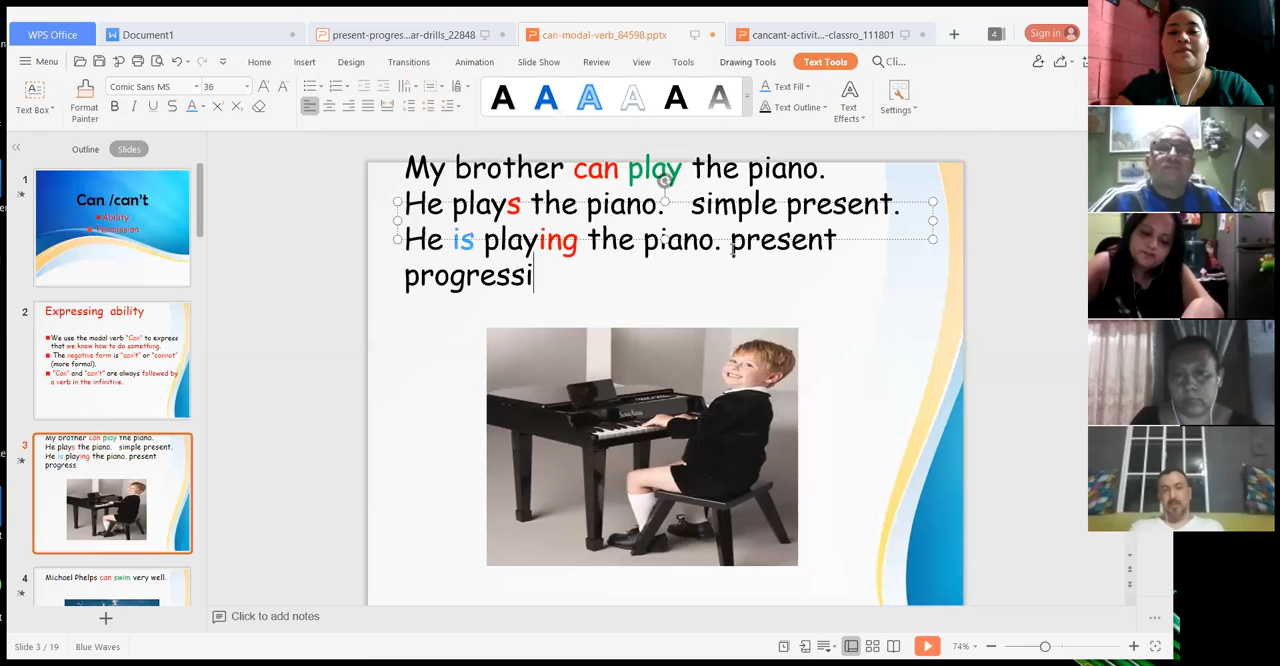 WPS Office
Document1
present-progres...ar-drills_22848
can-modal-verb_84598.pptx
cancant-activit...-classro_111801
4
Sign in
Menu
Home
Insert
Design
Transitions
Animation
Slide Show
Review
View
Tools
Drawing Tools
Text Tools
Cli...
Text Box
Format
Painter
Comic Sans MS
36
B I U S A
A A A A A A
Text Fill
Text Outline
Text
Effects
Settings
Outline
Slides
1
Can /can't
Ability
Permission
2
Expressing ability
We use the modal verb "Can" to express
that we know how to do something.
The negative form is "can't" or "cannot"
(more formal).
"Can" and "can't" are always followed by
a verb in the infinitive.
3
My brother can play the piano.
He plays the piano. simple present.
He is playing the piano. present
progress
4
Michael Phelps can swim very well.
My brother can play the piano.
He plays the piano. simple present.
He is playing the piano. present
progressi
Click to add notes
Slide 3 / 19
Blue Waves
74%